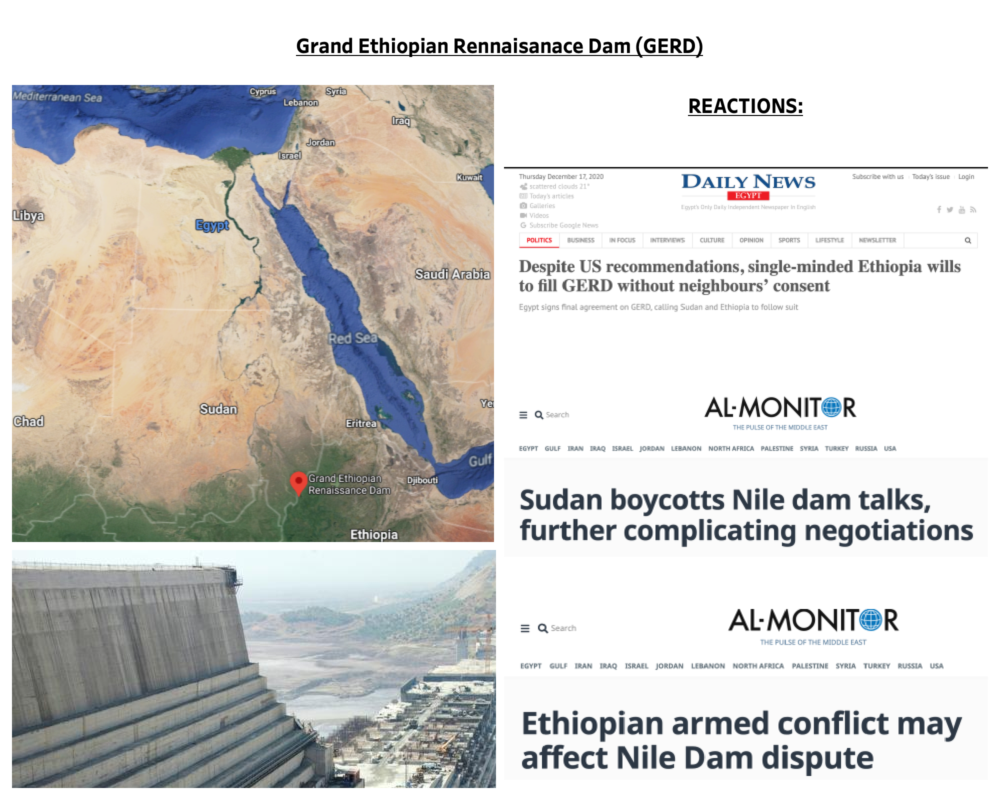 Grand Ethiopian Rennaisanace Dam (GERD)
Mediterranean Sea
Cyprus
Syria
Lebanon
Iraq
Jordan
Israel
Kuwait
Libya
Egypt
Saudi Arabia
Red Sea
Sudan
Chad
Ye
Eritrea
Gulf
Grand Ethiopian
Renaissance Dam
Djibouti
Ethiopia
REACTIONS:
Thursday December 17, 2020
DAILY NEWS
Subscribe with us Today's issue Login
scattered clouds 21°
EGYPT
Today's articles
Egypt's Only Daily Independent Newspaper In English
Galleries
Videos
Subscribe Google News
POLITICS BUSINESS IN FOCUS INTERVIEWS CULTURE OPINION SPORTS LIFESTYLE NEWSLETTER
Despite US recommendations, single-minded Ethiopia wills
to fill GERD without neighbours' consent
Egypt signs final agreement on GERD, calling Sudan and Ethiopia to follow suit
AL-MONITOR
Search
THE PULSE OF THE MIDDLE EAST
EGYPT GULF IRAN IRAQ ISRAEL JORDAN LEBANON NORTH AFRICA PALESTINE SYRIA TURKEY RUSSIA USA
Sudan boycotts Nile dam talks,
further complicating negotiations
AL-MONITOR
Search
THE PULSE OF THE MIDDLE EAST
EGYPT GULF IRAN IRAQ ISRAEL JORDAN LEBANON NORTH AFRICA PALESTINE SYRIA TURKEY RUSSIA USA
Ethiopian armed conflict may
affect Nile Dam dispute